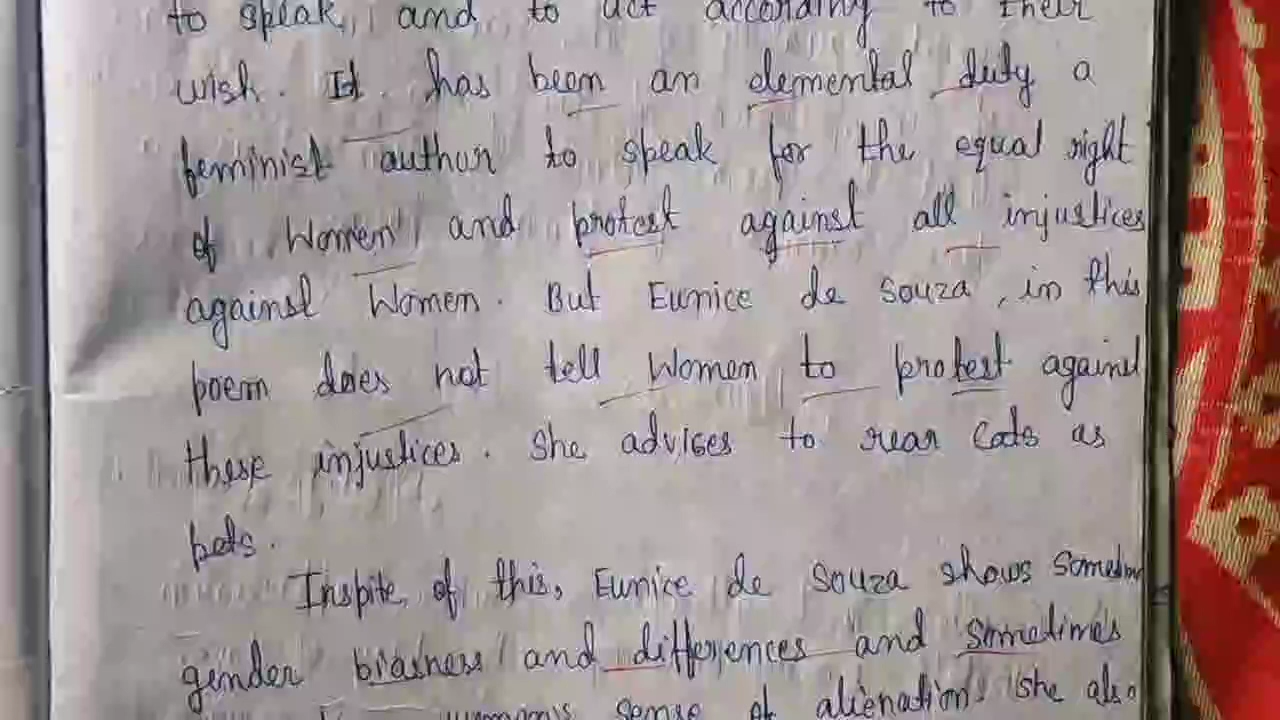 to speak, and to act according to their
wish. It has been an elemental duty a
feminist author to speak for the equal right
of Women and protest against all injustices
against Women. But Eunice de Souza, in this
poem does not tell Women to protest against
these injustices. She advises to rear Cats as
pets.
Inspite of this, Eunice de Souza shows
gender biasness and differences and sometimes
sense of alienation. She also